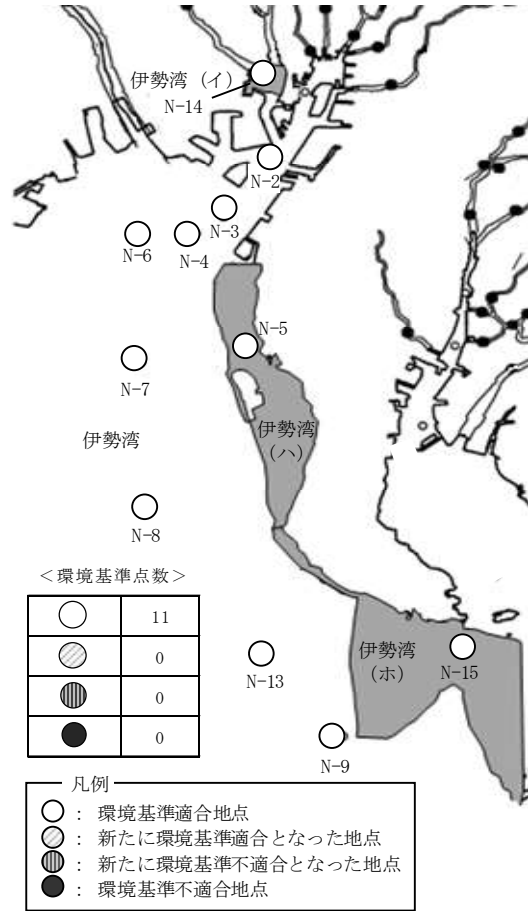 伊勢湾（イ）
N-14
N-2
N-3
N-6
N-4
N-5
N-7
伊勢湾
伊勢湾
（ハ）
N-8
＜環境基準点数＞
11
0
0
0
伊勢湾
（ホ）
N-15
N-13
N-9
凡例
： 環境基準適合地点
： 新たに環境基準適合となった地点
： 新たに環境基準不適合となった地点
： 環境基準不適合地点